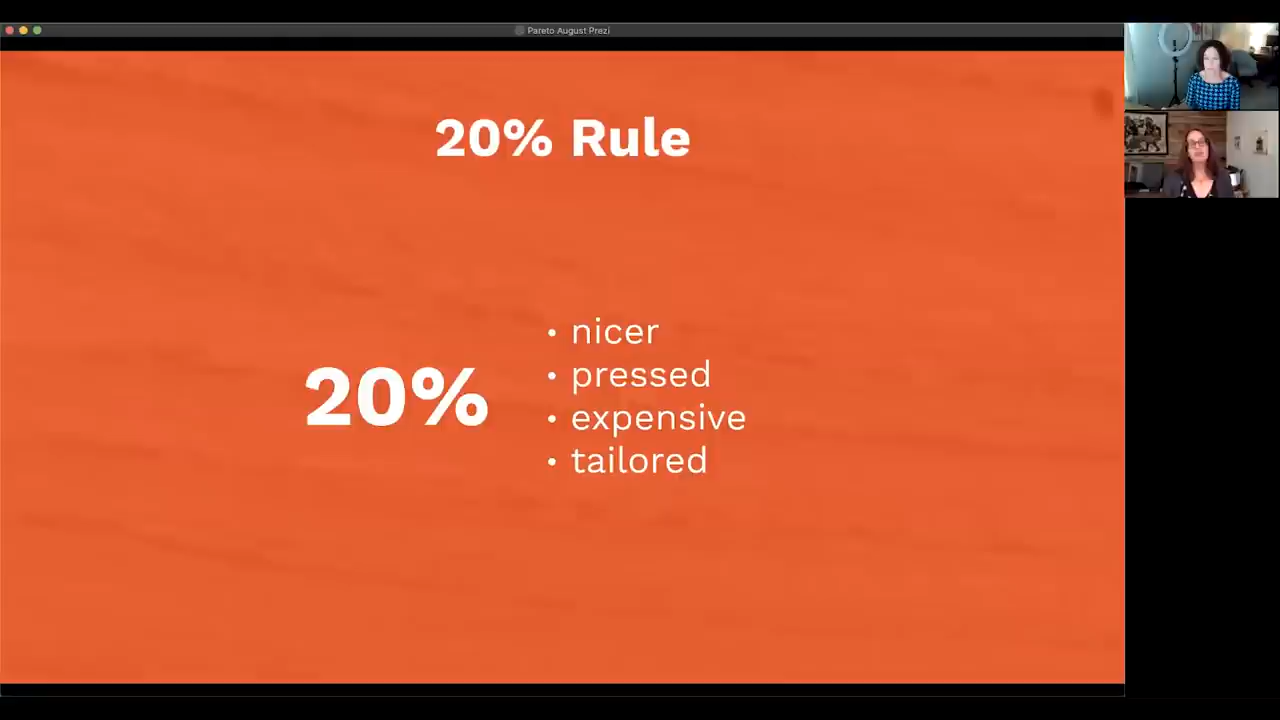 Pareto August Prezi
20% Rule
20%
• nicer
• pressed
• expensive
• tailored